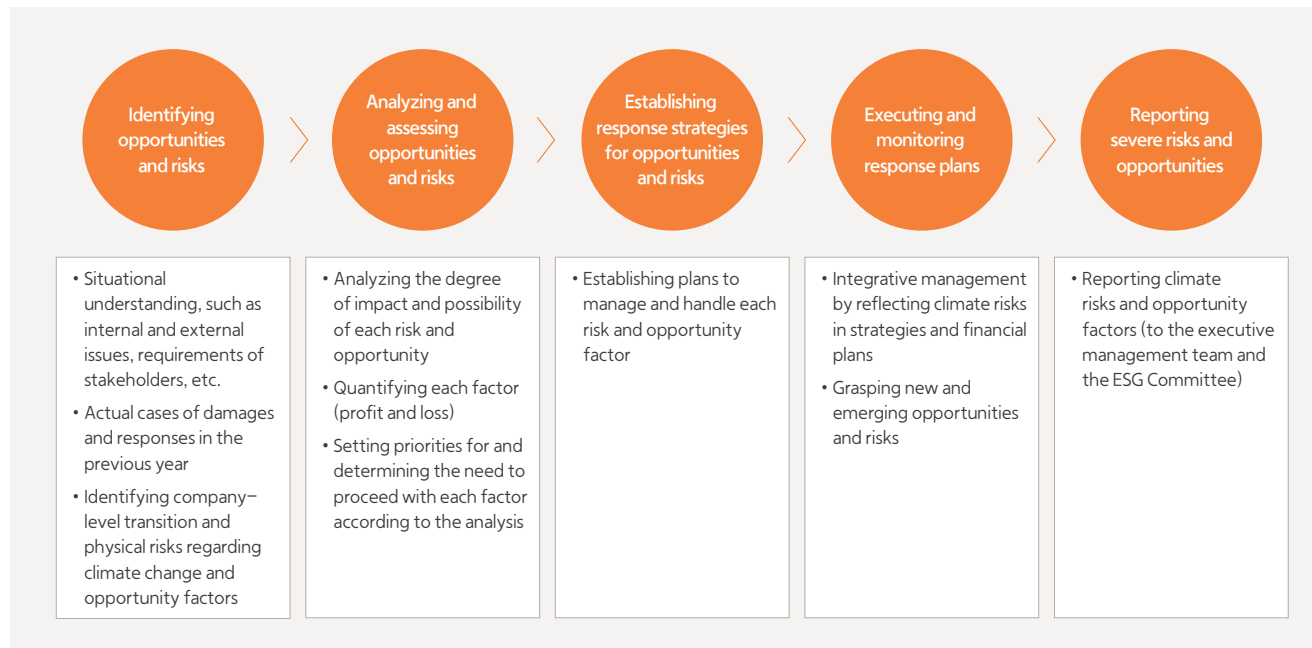 Identifying
opportunities
and risks
Analyzing and
assessing
opportunities
and risks
Establishing
response strategies
for opportunities
and risks
Executing and
monitoring
response plans
Reporting
severe risks and
opportunities
• Situational
understanding, such as
internal and external
issues, requirements of
stakeholders, etc.
• Actual cases of damages
and responses in the
previous year
• Identifying company–
level transition and
physical risks regarding
climate change and
opportunity factors
• Analyzing the degree
of impact and possibility
of each risk and
opportunity
• Quantifying each factor
(profit and loss)
• Setting priorities for and
determining the need to
proceed with each factor
according to the analysis
• Establishing plans to
manage and handle each
risk and opportunity
factor
• Integrative management
by reflecting climate risks
in strategies and financial
plans
• Grasping new and
emerging opportunities
and risks
• Reporting climate
risks and opportunity
factors (to the executive
management team and
the ESG Committee)